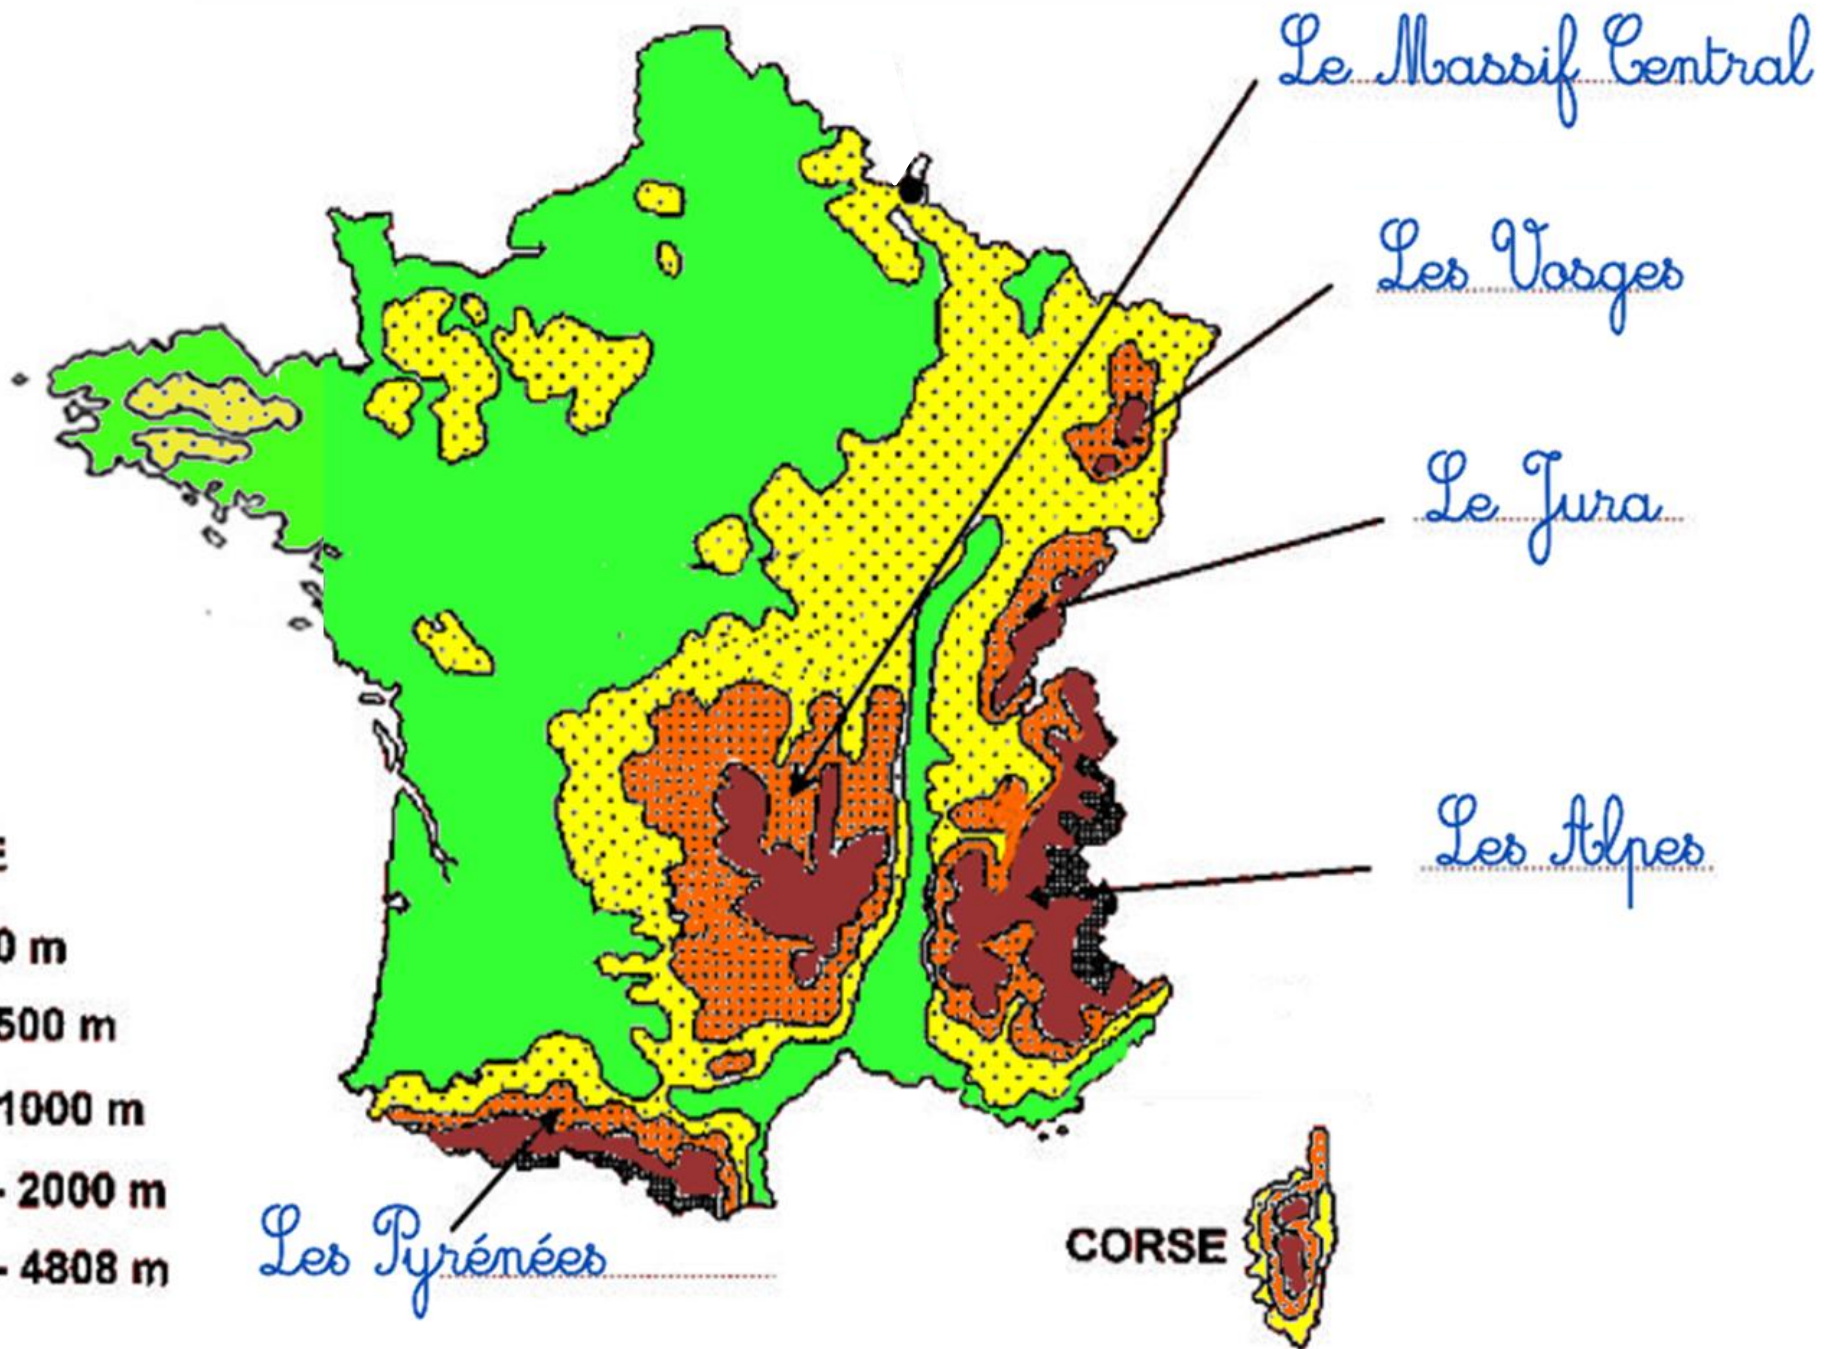 Le Massif Central
Les Vosges
Le Jura
Les Alpes
0 m
500 m
1000 m
- 2000 m
- 4808 m
Les Pyrénées
CORSE